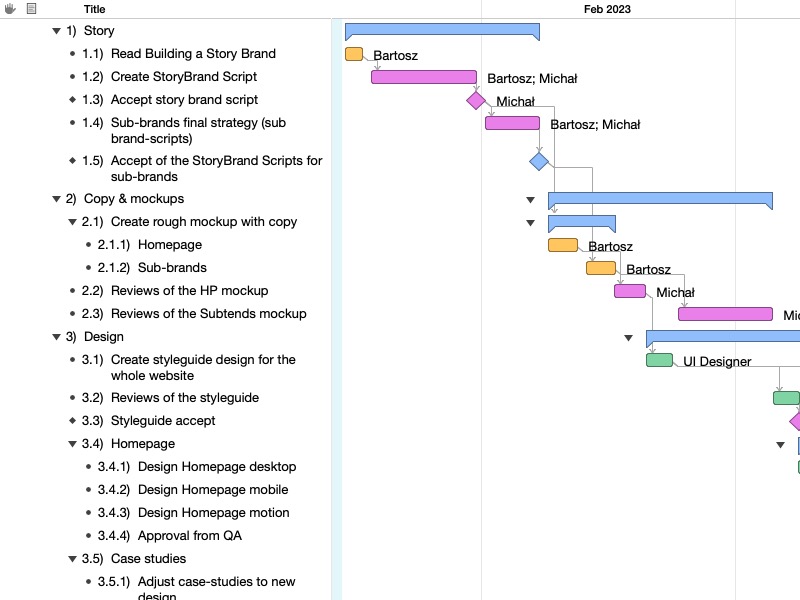 Title
Feb 2023
1) Story
1.1) Read Building a Story Brand
Bartosz
1.2) Create StoryBrand Script
Bartosz; Michał
1.3) Accept story brand script
Michał
1.4) Sub-brands final strategy (sub
brand-scripts)
Bartosz; Michał
1.5) Accept of the StoryBrand Scripts for
sub-brands
2) Copy & mockups
2.1) Create rough mockup with copy
2.1.1) Homepage
Bartosz
2.1.2) Sub-brands
Bartosz
2.2) Reviews of the HP mockup
Michał
2.3) Reviews of the Subtends mockup
3) Design
3.1) Create styleguide design for the
whole website
UI Designer
3.2) Reviews of the styleguide
3.3) Styleguide accept
3.4) Homepage
3.4.1) Design Homepage desktop
3.4.2) Design Homepage mobile
3.4.3) Design Homepage motion
3.4.4) Approval from QA
3.5) Case studies
3.5.1) Adjust case-studies to new
design